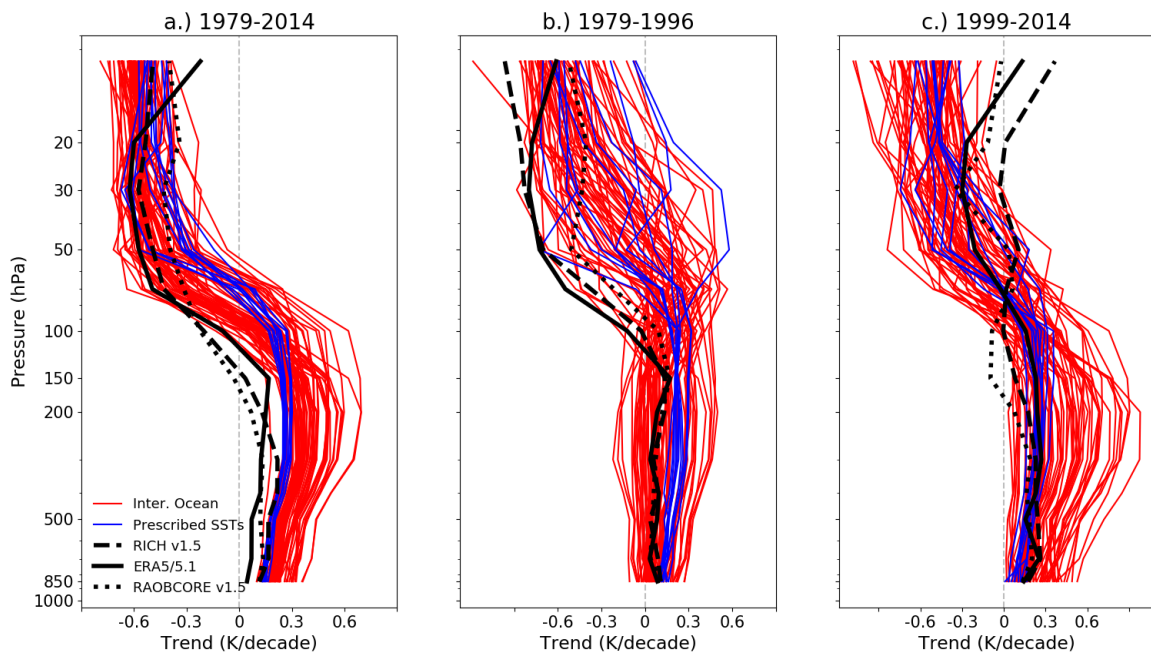 a.) 1979-2014
b.) 1979-1996
c.) 1999-2014
Pressure (hPa)
20
30
50
100
150
200
500
850
1000
Inter. Ocean
Prescribed SSTs
RICH v1.5
ERA5/5.1
RAOBCORE v1.5
-0.6
-0.3
0
0.3
0.6
Trend (K/decade)
-0.6
-0.3
0
0.3
0.6
Trend (K/decade)
-0.6
-0.3
0
0.3
0.6
Trend (K/decade)